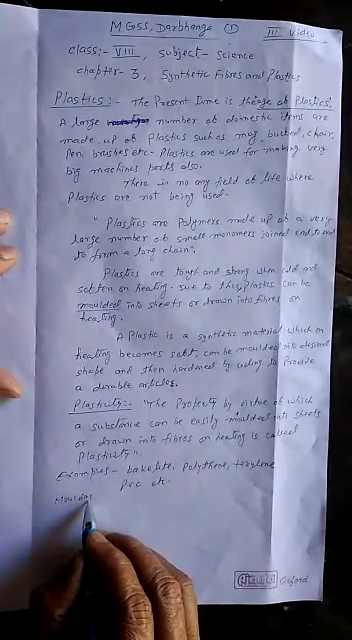 MGSS, Darbhanga ① III Video
class:- VIII, subject- science
chapter- 3, Synthetic Fibres and Plastics
Plastics:- The Present time is the age of Plastics.
A large number of domestic items are
made up of Plastics such as mug, bucket, chair,
Pen, brushes etc. Plastics are used for making very
big machines parts also.
There is no any field of life where
Plastics are not being used.
" Plastics are Polymers made up of a very
large number of small monomers joined end to end
to form a long chain".
Plastics are tough and strong when cold and
soften on heating. Due to this Plastics can be
moulded into sheets or drawn into fibres on
heating.
A Plastic is a synthetic material which on
heating becomes soft, can be moulded into desired
shape and then hardened by cooling to Provide
a durable articles.
Plasticity:- "The Property by virtue of which
a substance can be easily moulded into sheets
or drawn into fibres on heating is called
Plasticity".
Examples- bakelite, Polythene, terylene
PVC etc.
Oxford